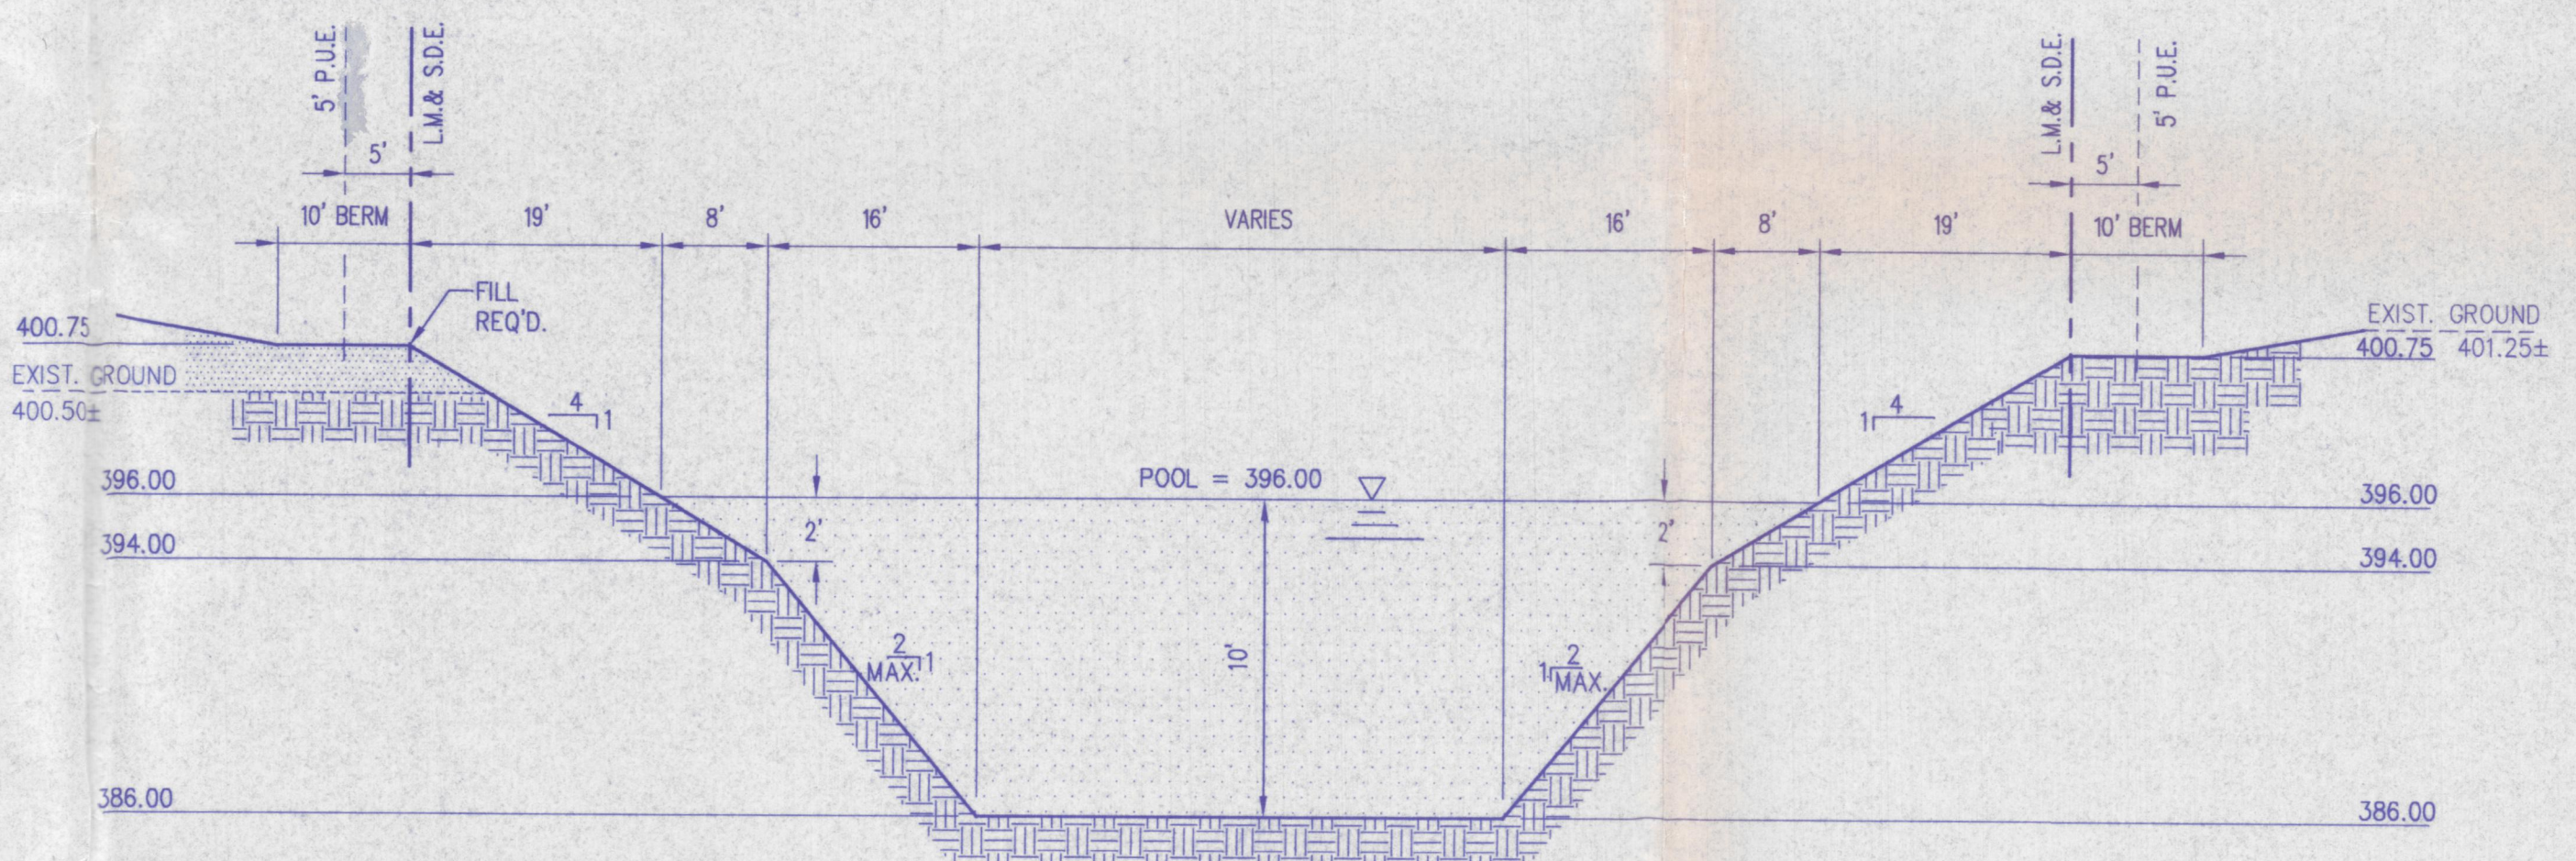 5' P.U.E.
L.M.& S.D.E.
L.M.& S.D.E.
5' P.U.E.
5'
5'
10' BERM
19'
8'
16'
VARIES
16'
8'
19'
10' BERM
FILL
REQ'D.
400.75
EXIST. GROUND
400.50±
EXIST. GROUND
400.75 401.25±
4
1
1
4
396.00
POOL = 396.00
396.00
394.00
2'
2'
394.00
2
MAX.
1
10'
1
2
MAX.
386.00
386.00